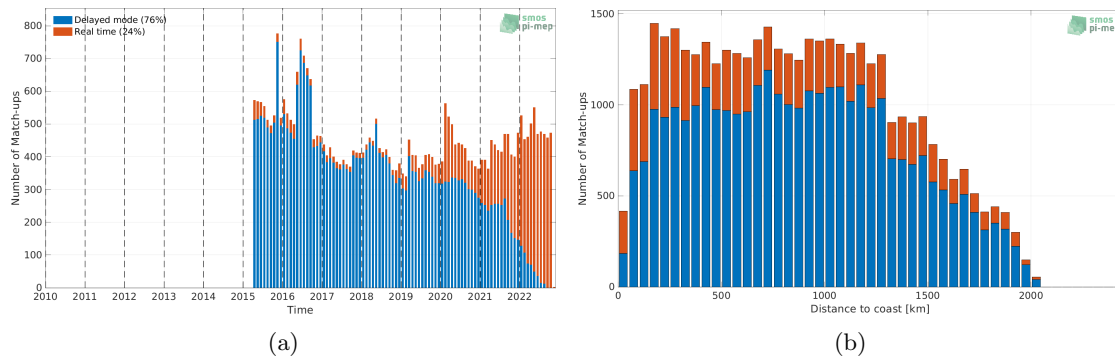 Delayed mode (76%)
Real time (24%)
smos
pi-mep
Number of Match-ups
800
700
600
500
400
300
200
100
0
2010 2011 2012 2013 2014 2015 2016 2017 2018 2019 2020 2021 2022
Time
(a)
smos
pi-mep
Number of Match-ups
1500
1000
500
0
0 500 1000 1500 2000
Distance to coast [km]
(b)